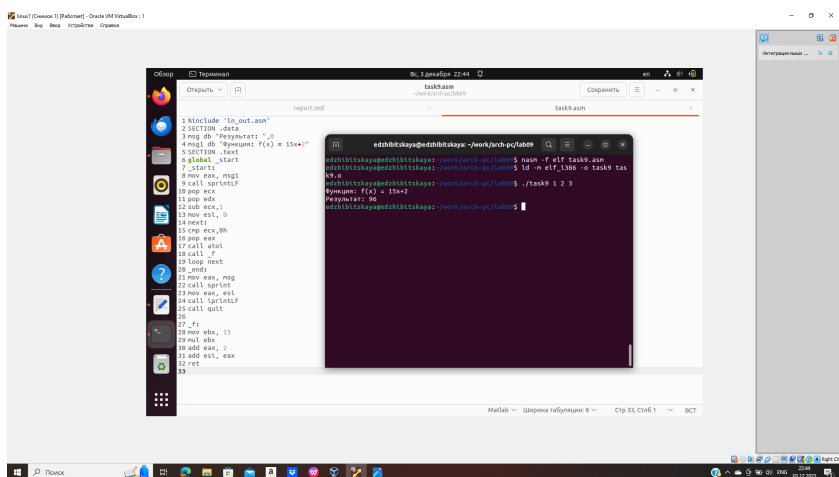 linux1 (Снимок 1) [Работает] - Oracle VM VirtualBox : 1
Машина Вид Ввод Устройства Справка
Интеграция мыши ...
Обзор Терминал Вс, 3 декабря 22:44 en
Открыть task9.asm Сохранить
~/work/arch-pc/lab09
report.md task9.asm
1 %include 'in_out.asm'
2 SECTION .data
3 msg db "Результат: ",0
4 msg1 db "Функция: f(x) = 15x+2"
5 SECTION .text
6 global _start
7 _start:
8 mov eax, msg1
9 call sprintLF
10 pop ecx
11 pop edx
12 sub ecx,1
13 mov esi, 0
14 next:
15 cmp ecx,0h
16 pop eax
17 call atoi
18 call _f
19 loop next
20 _end:
21 mov eax, msg
22 call sprint
23 mov eax, esi
24 call iprintLF
25 call quit
26
27 _f:
28 mov ebx, 15
29 mul ebx
30 add eax, 2
31 add esi, eax
32 ret
33
edzhibitskaya@edzhibitskaya: ~/work/arch-pc/lab09
edzhibitskaya@edzhibitskaya:~/work/arch-pc/lab09$ nasm -f elf task9.asm
edzhibitskaya@edzhibitskaya:~/work/arch-pc/lab09$ ld -m elf_i386 -o task9 tas
k9.o
edzhibitskaya@edzhibitskaya:~/work/arch-pc/lab09$ ./task9 1 2 3
Функция: f(x) = 15x+2
Результат: 96
edzhibitskaya@edzhibitskaya:~/work/arch-pc/lab09$
Matlab Ширина табуляции: 8 Стр 33, Стлб 1 ВСТ
Right Ct
Поиск
ENG
22:44
03.12.2023